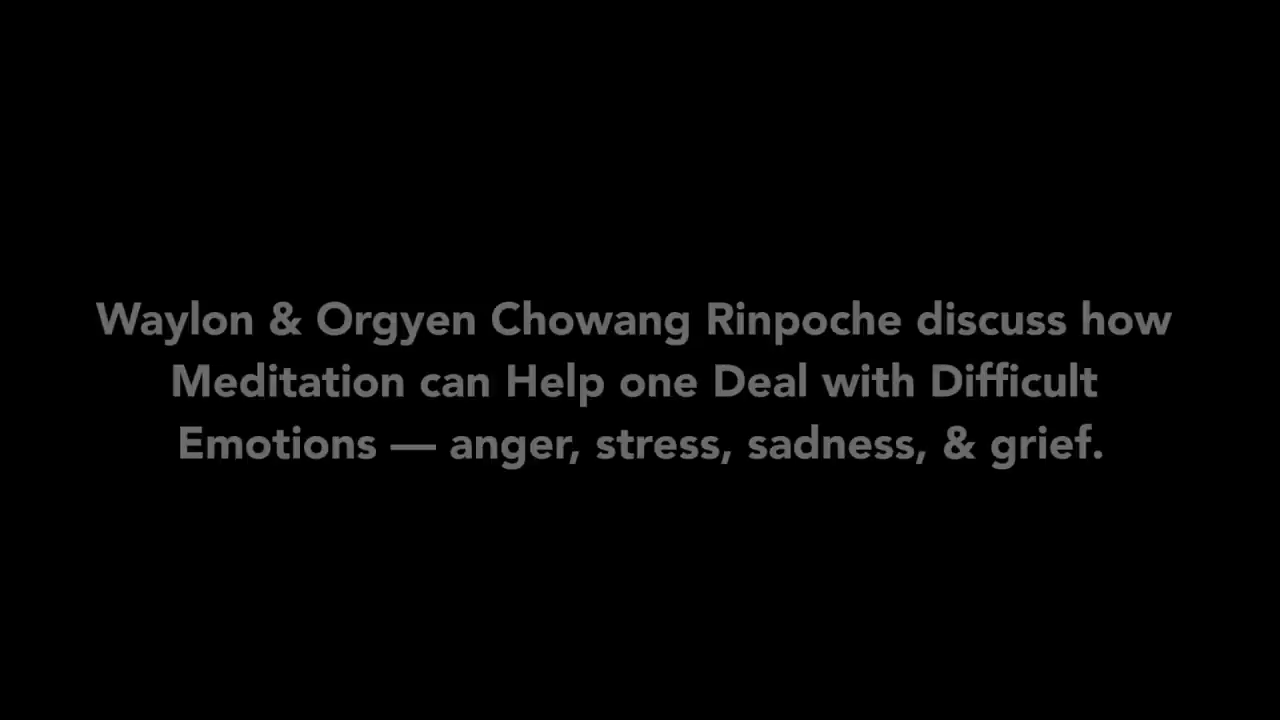 Waylon & Orgyen Chowang Rinpoche discuss how
Meditation can Help one Deal with Difficult
Emotions — anger, stress, sadness, & grief.